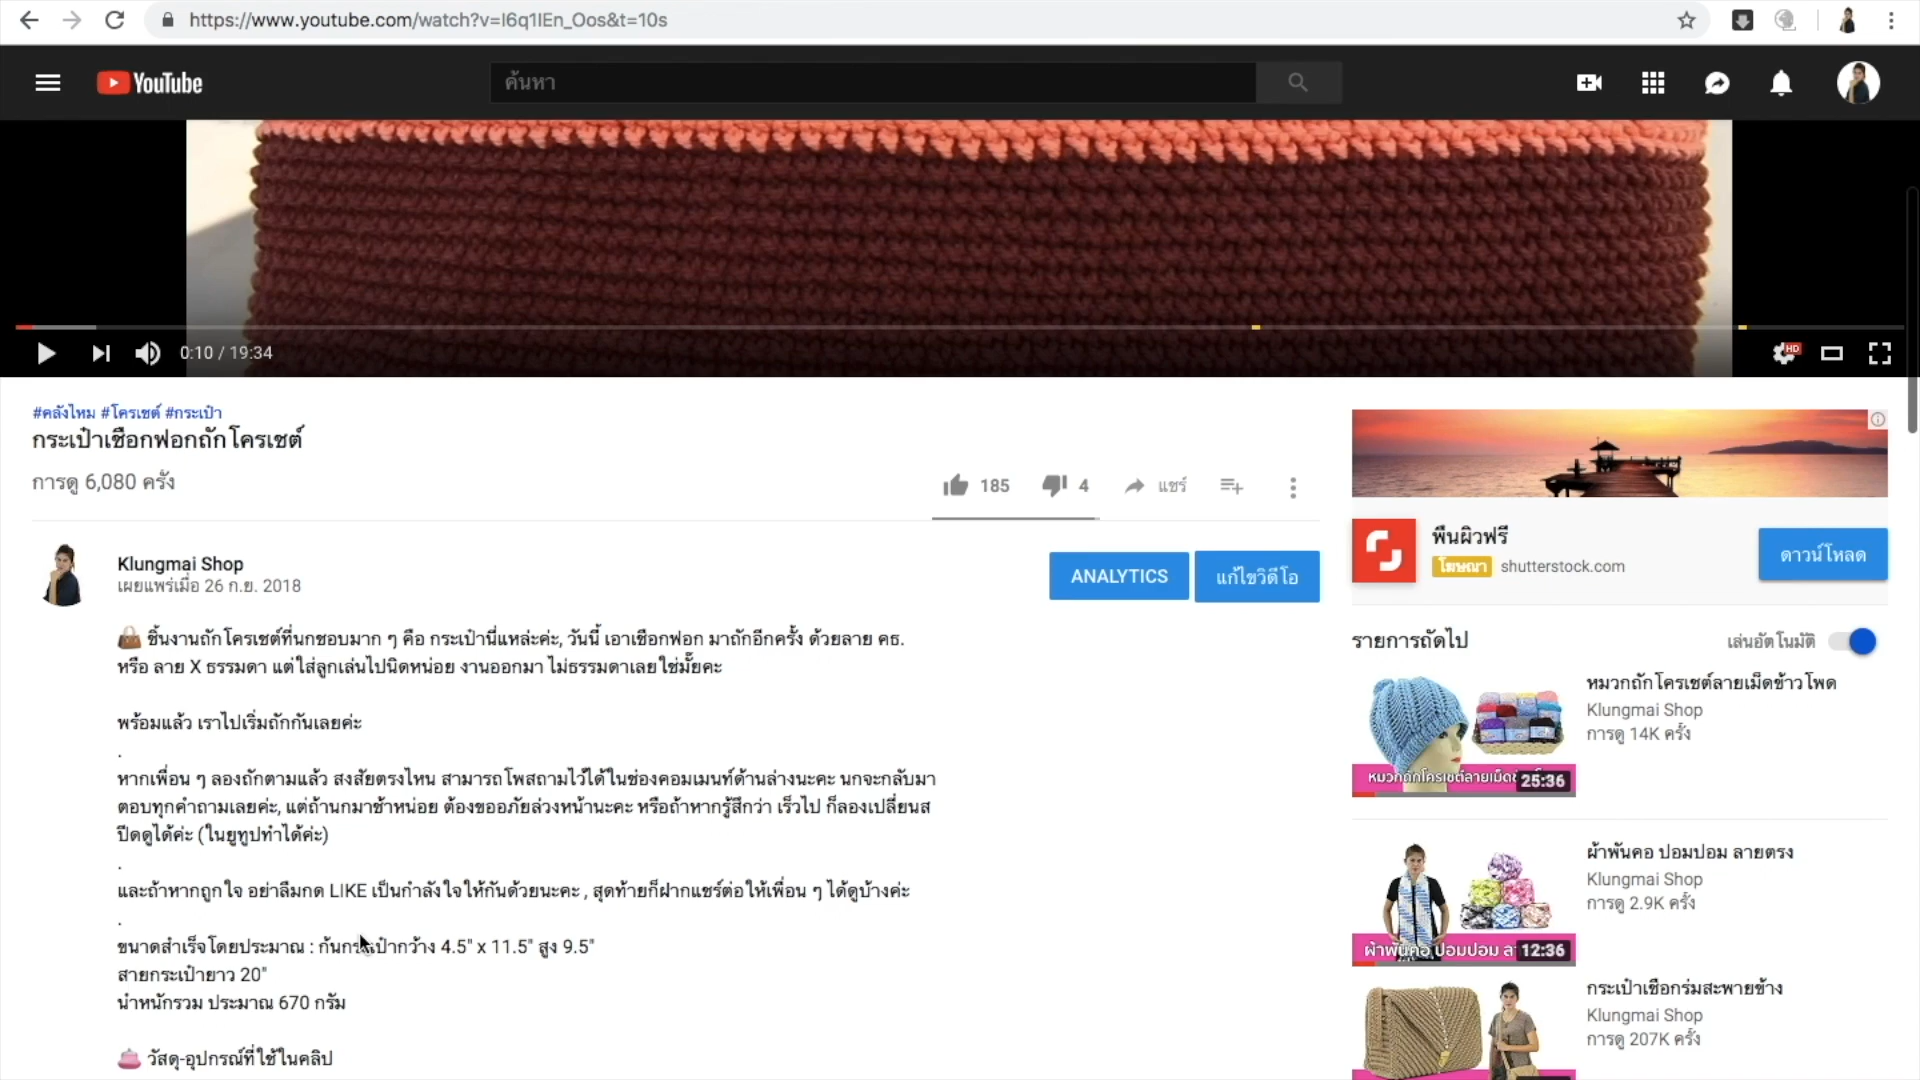 https://www.youtube.com/watch?v=I6q1IEn_Oos&t=10s
YouTube
ค้นหา
0:10 / 19:34
HD
#คลังไหม #โครเชต์ #กระเป๋า
กระเป๋าเชือกฟอกถักโครเชต์
การดู 6,080 ครั้ง
185
4
แชร์
Klungmai Shop
เผยแพร่เมื่อ 26 ก.ย. 2018
ANALYTICS
แก้ไขวิดีโอ
👜 ชิ้นงานถักโครเชต์ที่นกชอบมาก ๆ คือ กระเป๋านี่แหล่ะค่ะ, วันนี้ เอาเชือกฟอก มาถักอีกครั้ง ด้วยลาย คธ.
หรือ ลาย X ธรรมดา แต่ใส่ลูกเล่นไปนิดหน่อย งานออกมา ไม่ธรรมดาเลยใช่มั้ยคะ
พร้อมแล้ว เราไปเริ่มถักกันเลยค่ะ
.
หากเพื่อน ๆ ลองถักตามแล้ว สงสัยตรงไหน สามารถโพสถามไว้ได้ในช่องคอมเมนท์ด้านล่างนะคะ นกจะกลับมา
ตอบทุกคำถามเลยค่ะ, แต่ถ้านกมาช้าหน่อย ต้องขออภัยล่วงหน้านะคะ หรือถ้าหากรู้สึกว่า เร็วไป ก็ลองเปลี่ยนส
ปีดดูได้ค่ะ (ในยูทูปทำได้ค่ะ)
.
และถ้าหากถูกใจ อย่าลืมกด LIKE เป็นกำลังใจให้กันด้วยนะคะ , สุดท้ายก็ฝากแชร์ต่อให้เพื่อน ๆ ได้ดูบ้างค่ะ
.
ขนาดสำเร็จโดยประมาณ : ก้นกระเป๋ากว้าง 4.5" x 11.5" สูง 9.5"
สายกระเป๋ายาว 20"
น้ำหนักรวม ประมาณ 670 กรัม
👛 วัสดุ-อุปกรณ์ที่ใช้ในคลิป
พื้นผิวฟรี
โฆษณา shutterstock.com
ดาวน์โหลด
รายการถัดไป
เล่นอัตโนมัติ
หมวกถักโครเชต์ลายเม็ดข้าวโพด
Klungmai Shop
การดู 14K ครั้ง
หมวกถักโครเชต์ลายเม็ดข้
25:36
ผ้าพันคอ ปอมปอม ลายตรง
Klungmai Shop
การดู 2.9K ครั้ง
ผ้าพันคอ ปอมปอม ล
12:36
กระเป๋าเชือกร่มสะพายข้าง
Klungmai Shop
การดู 207K ครั้ง